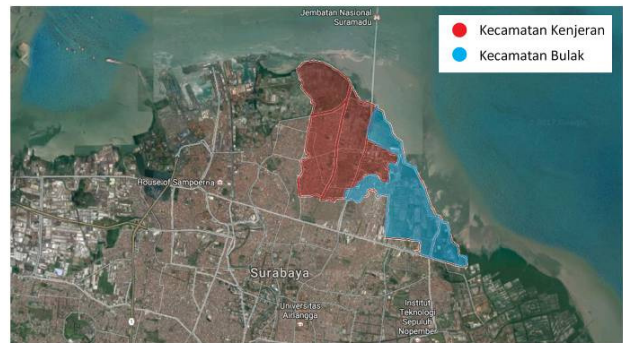 Jembatan Nasional
Suramadu
Kecamatan Kenjeran
Kecamatan Bulak
House of Sampoerna
Surabaya
Universitas
Airlangga
Institut
Teknologi
Sepuluh
Nopember